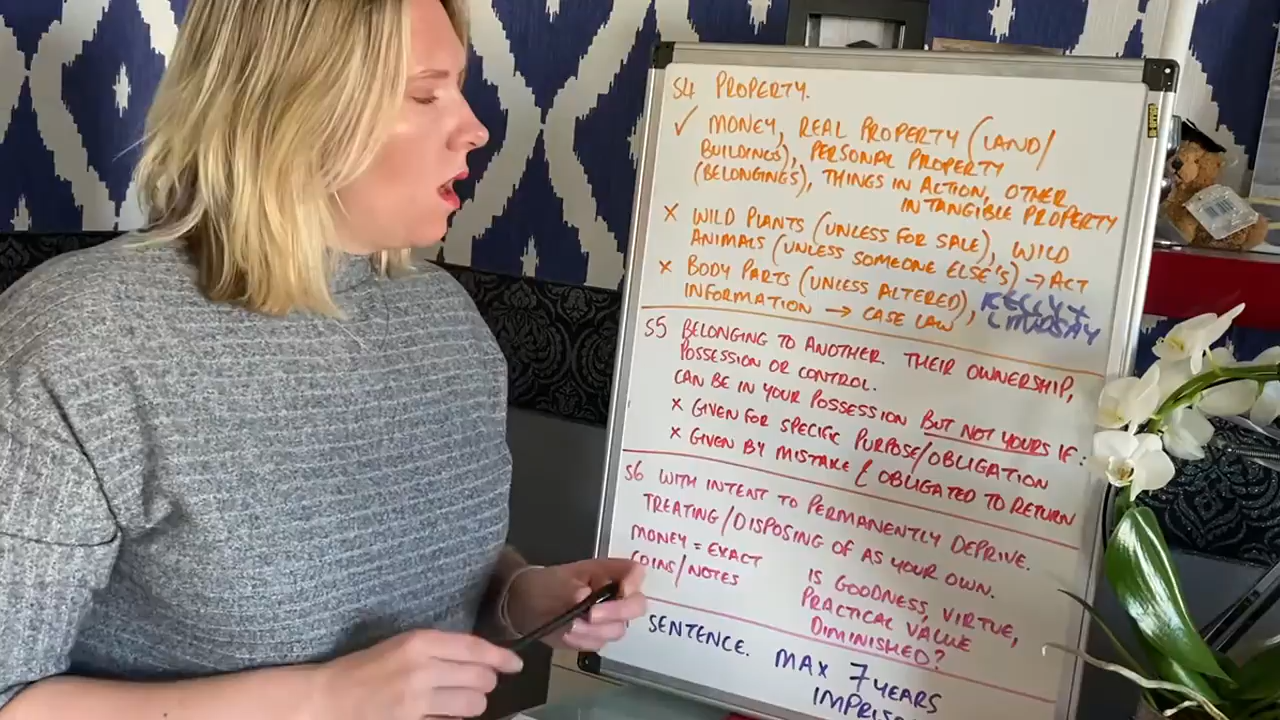 S4 PROPERTY.
✓ MONEY, REAL PROPERTY (LAND/
BUILDINGS), PERSONAL PROPERTY
(BELONGINGS), THINGS IN ACTION, OTHER
INTANGIBLE PROPERTY
X WILD PLANTS (UNLESS FOR SALE), WILD
ANIMALS (UNLESS SOMEONE ELSE'S) → ACT
X BODY PARTS (UNLESS ALTERED),
INFORMATION → CASE LAW, KELLY &
LINDSAY
S5 BELONGING TO ANOTHER. THEIR OWNERSHIP,
POSSESSION OR CONTROL.
CAN BE IN YOUR POSSESSION BUT NOT YOURS IF:
X GIVEN FOR SPECIFIC PURPOSE/OBLIGATION
X GIVEN BY MISTAKE & OBLIGATED TO RETURN
S6 WITH INTENT TO PERMANENTLY DEPRIVE.
TREATING/DISPOSING OF AS YOUR OWN.
MONEY = EXACT
COINS/NOTES
IS GOODNESS, VIRTUE,
PRACTICAL VALUE
DIMINISHED?
SENTENCE. MAX 7 YEARS